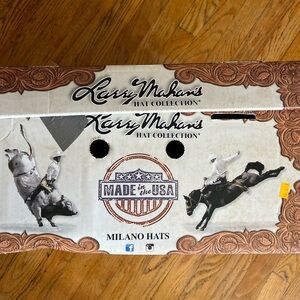 Larry Mahan's
HAT COLLECTION®
Larry Mahan's
HAT COLLECTION®
MADE in the USA
MILANO HATS
f